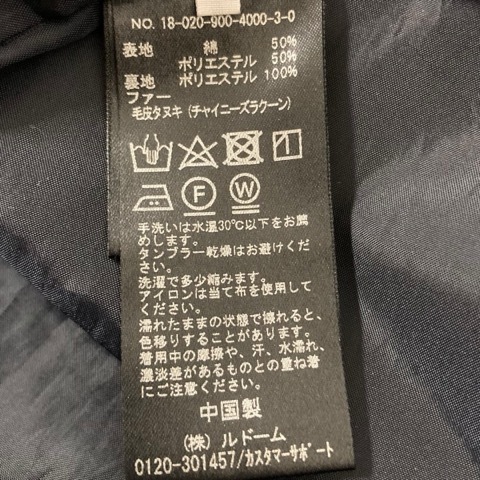 NO. 18-020-900-4000-3-0
表地 綿 50%
ポリエステル 50%
裏地 ポリエステル 100%
ファー
毛皮タヌキ (チャイニーズラクーン)
F W
手洗いは水温30℃以下をお薦
めします。
タンブラー乾燥はお避けくださ
い。
洗濯で多少縮みます。
アイロンは当て布を使用して
ください。
濡れたままの状態で擦れると、
色移りすることがあります。
着用中の摩擦や、汗、水濡れ、
濃淡差があるものとの重ね着
にご注意ください。
中国製
(株) ルドーム
0120-301457/カスタマーサポート